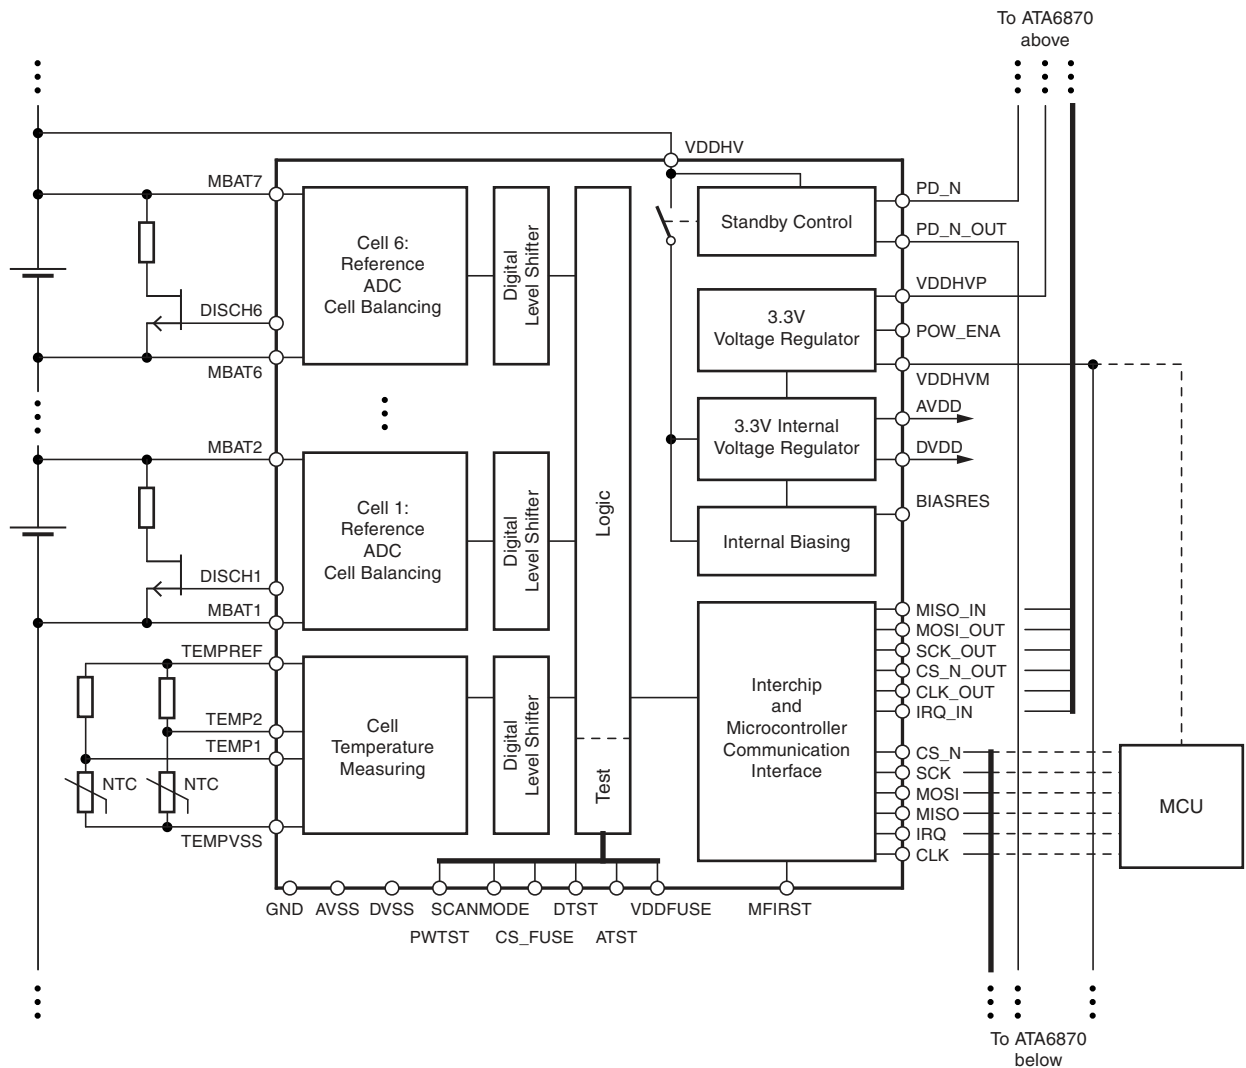 To ATA6870
above
VDDHV
MBAT7
PD_N
Cell 6:
Reference
ADC
Cell Balancing
Digital
Level Shifter
Standby Control
PD_N_OUT
VDDHVP
DISCH6
3.3V
Voltage Regulator
POW_ENA
MBAT6
VDDHVM
AVDD
3.3V Internal
Voltage Regulator
MBAT2
DVDD
Cell 1:
Reference
ADC
Cell Balancing
Digital
Level Shifter
Logic
BIASRES
Internal Biasing
DISCH1
MBAT1
MISO_IN
MOSI_OUT
SCK_OUT
CS_N_OUT
CLK_OUT
IRQ_IN
TEMPREF
TEMP2
TEMP1
Cell
Temperature
Measuring
Digital
Level Shifter
Test
Interchip
and
Microcontroller
Communication
Interface
NTC
NTC
CS_N
SCK
MOSI
MISO
IRQ
CLK
MCU
TEMPVSS
GND
AVSS
DVSS
SCANMODE
DTST
VDDFUSE
MFIRST
PWTST
CS_FUSE
ATST
To ATA6870
below